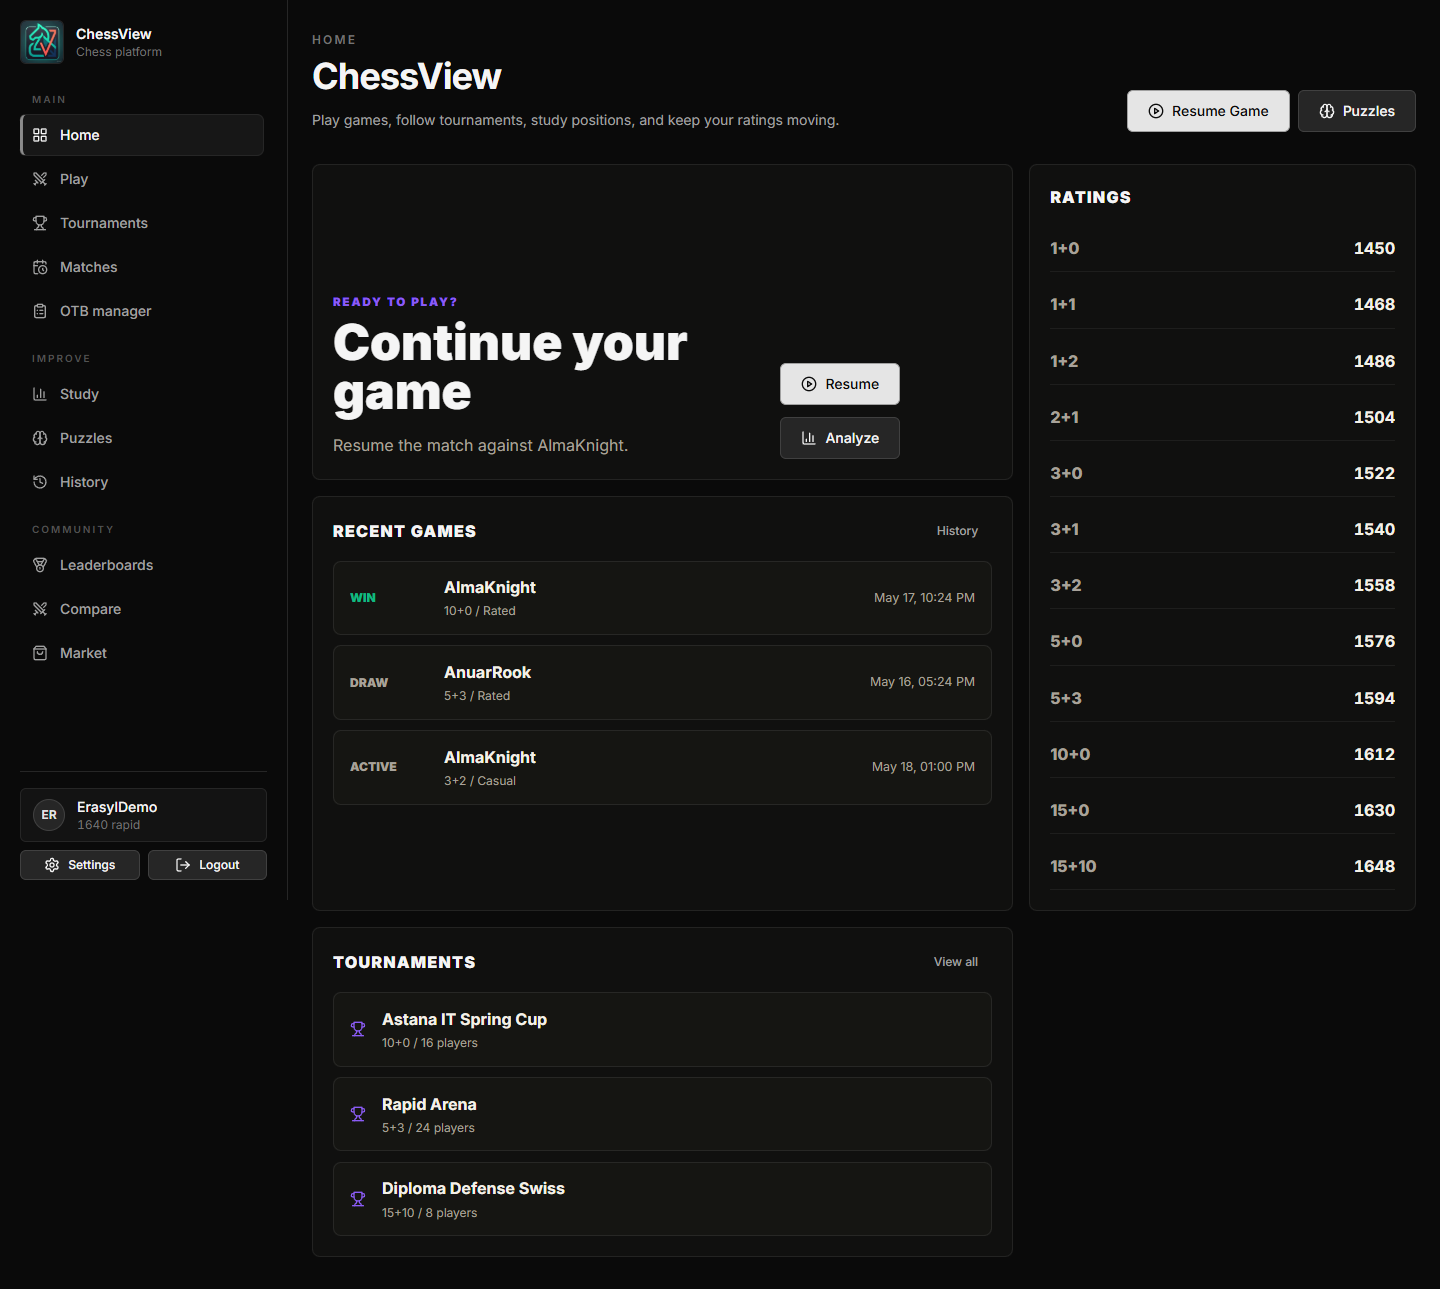 ChessView
Chess platform
MAIN
Home
Play
Tournaments
Matches
OTB manager
IMPROVE
Study
Puzzles
History
COMMUNITY
Leaderboards
Compare
Market
ER
ErasylDemo
1640 rapid
Settings
Logout
HOME
ChessView
Play games, follow tournaments, study positions, and keep your ratings moving.
Resume Game
Puzzles
READY TO PLAY?
Continue your
game
Resume the match against AlmaKnight.
Resume
Analyze
RECENT GAMES
History
WIN
AlmaKnight
10+0 / Rated
May 17, 10:24 PM
DRAW
AnuarRook
5+3 / Rated
May 16, 05:24 PM
ACTIVE
AlmaKnight
3+2 / Casual
May 18, 01:00 PM
RATINGS
1+0 1450
1+1 1468
1+2 1486
2+1 1504
3+0 1522
3+1 1540
3+2 1558
5+0 1576
5+3 1594
10+0 1612
15+0 1630
15+10 1648
TOURNAMENTS
View all
Astana IT Spring Cup
10+0 / 16 players
Rapid Arena
5+3 / 24 players
Diploma Defense Swiss
15+10 / 8 players